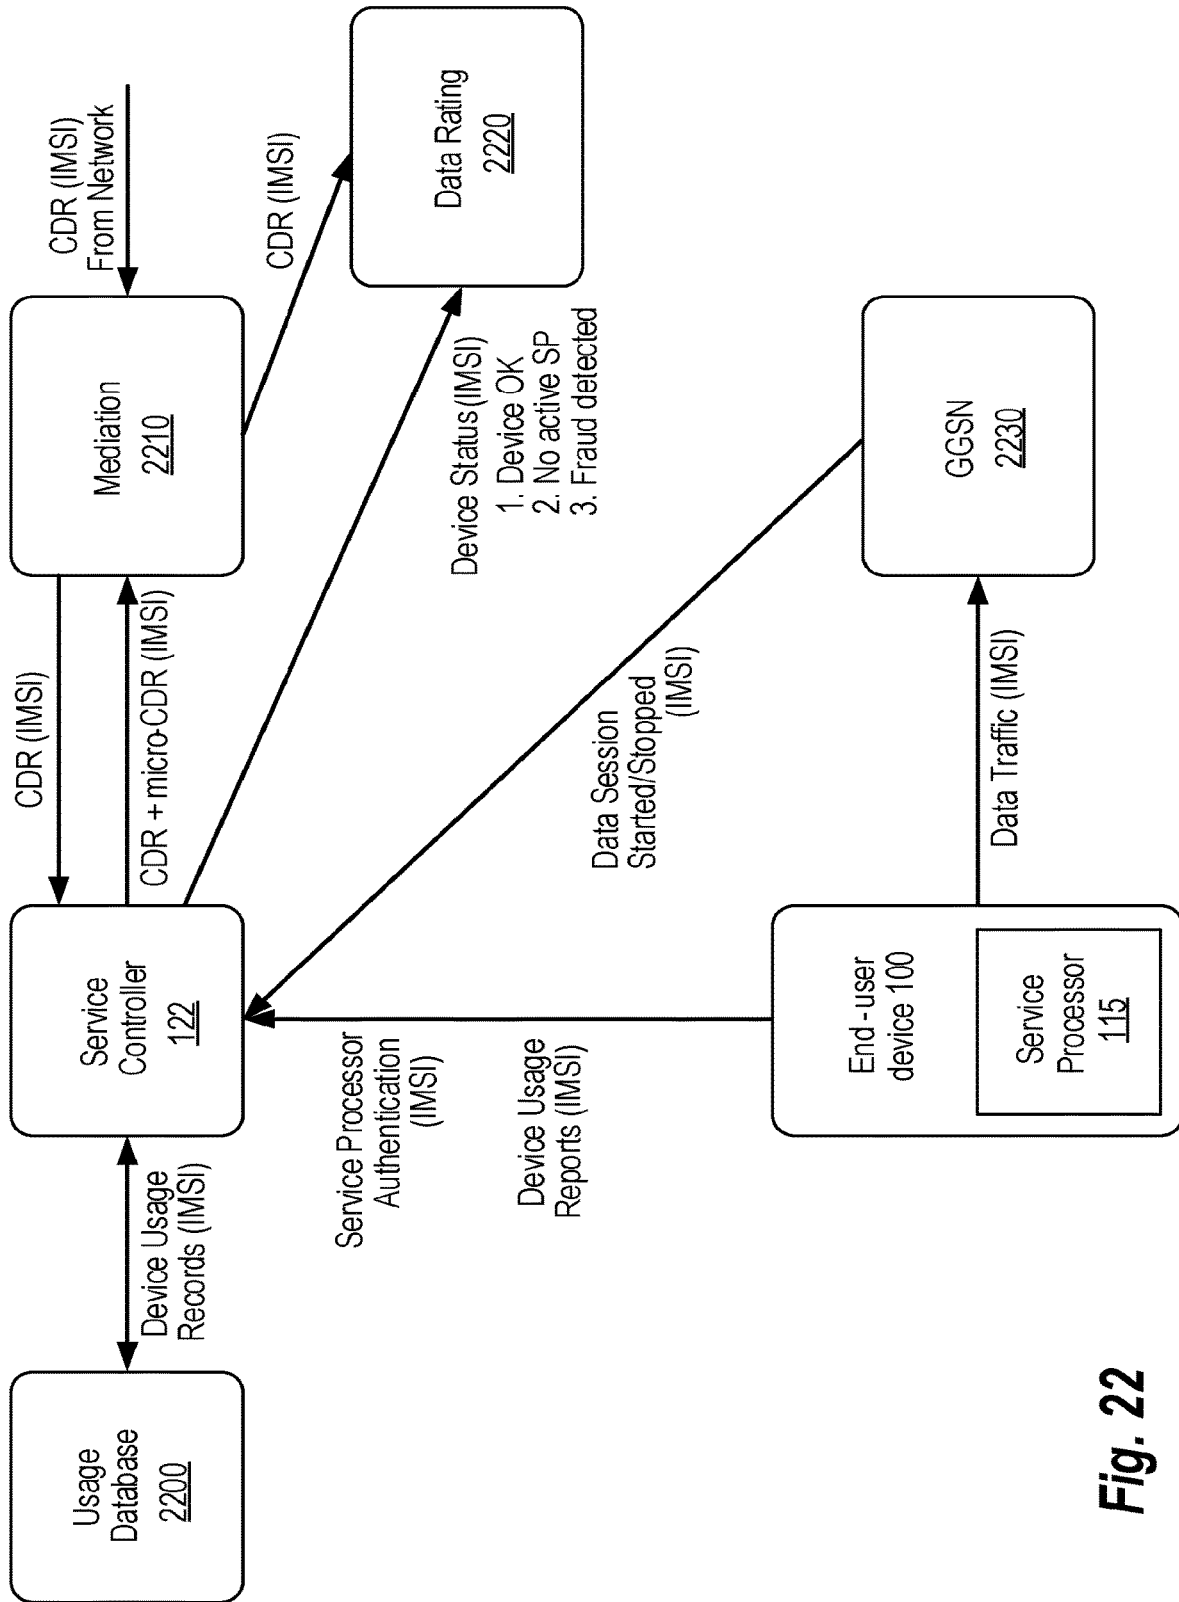 Usage
Database
2200
Device Usage
Records (IMSI)
Service
Controller
122
CDR (IMSI)
CDR + micro-CDR (IMSI)
Mediation
2210
CDR (IMSI)
From Network
CDR (IMSI)
Data Rating
2220
Device Status (IMSI)
1. Device OK
2. No active SP
3. Fraud detected
Service Processor
Authentication
(IMSI)
Device Usage
Reports (IMSI)
Data Session
Started/Stopped
(IMSI)
End-user
device 100
Service
Processor
115
Data Traffic (IMSI)
GGSN
2230
Fig. 22